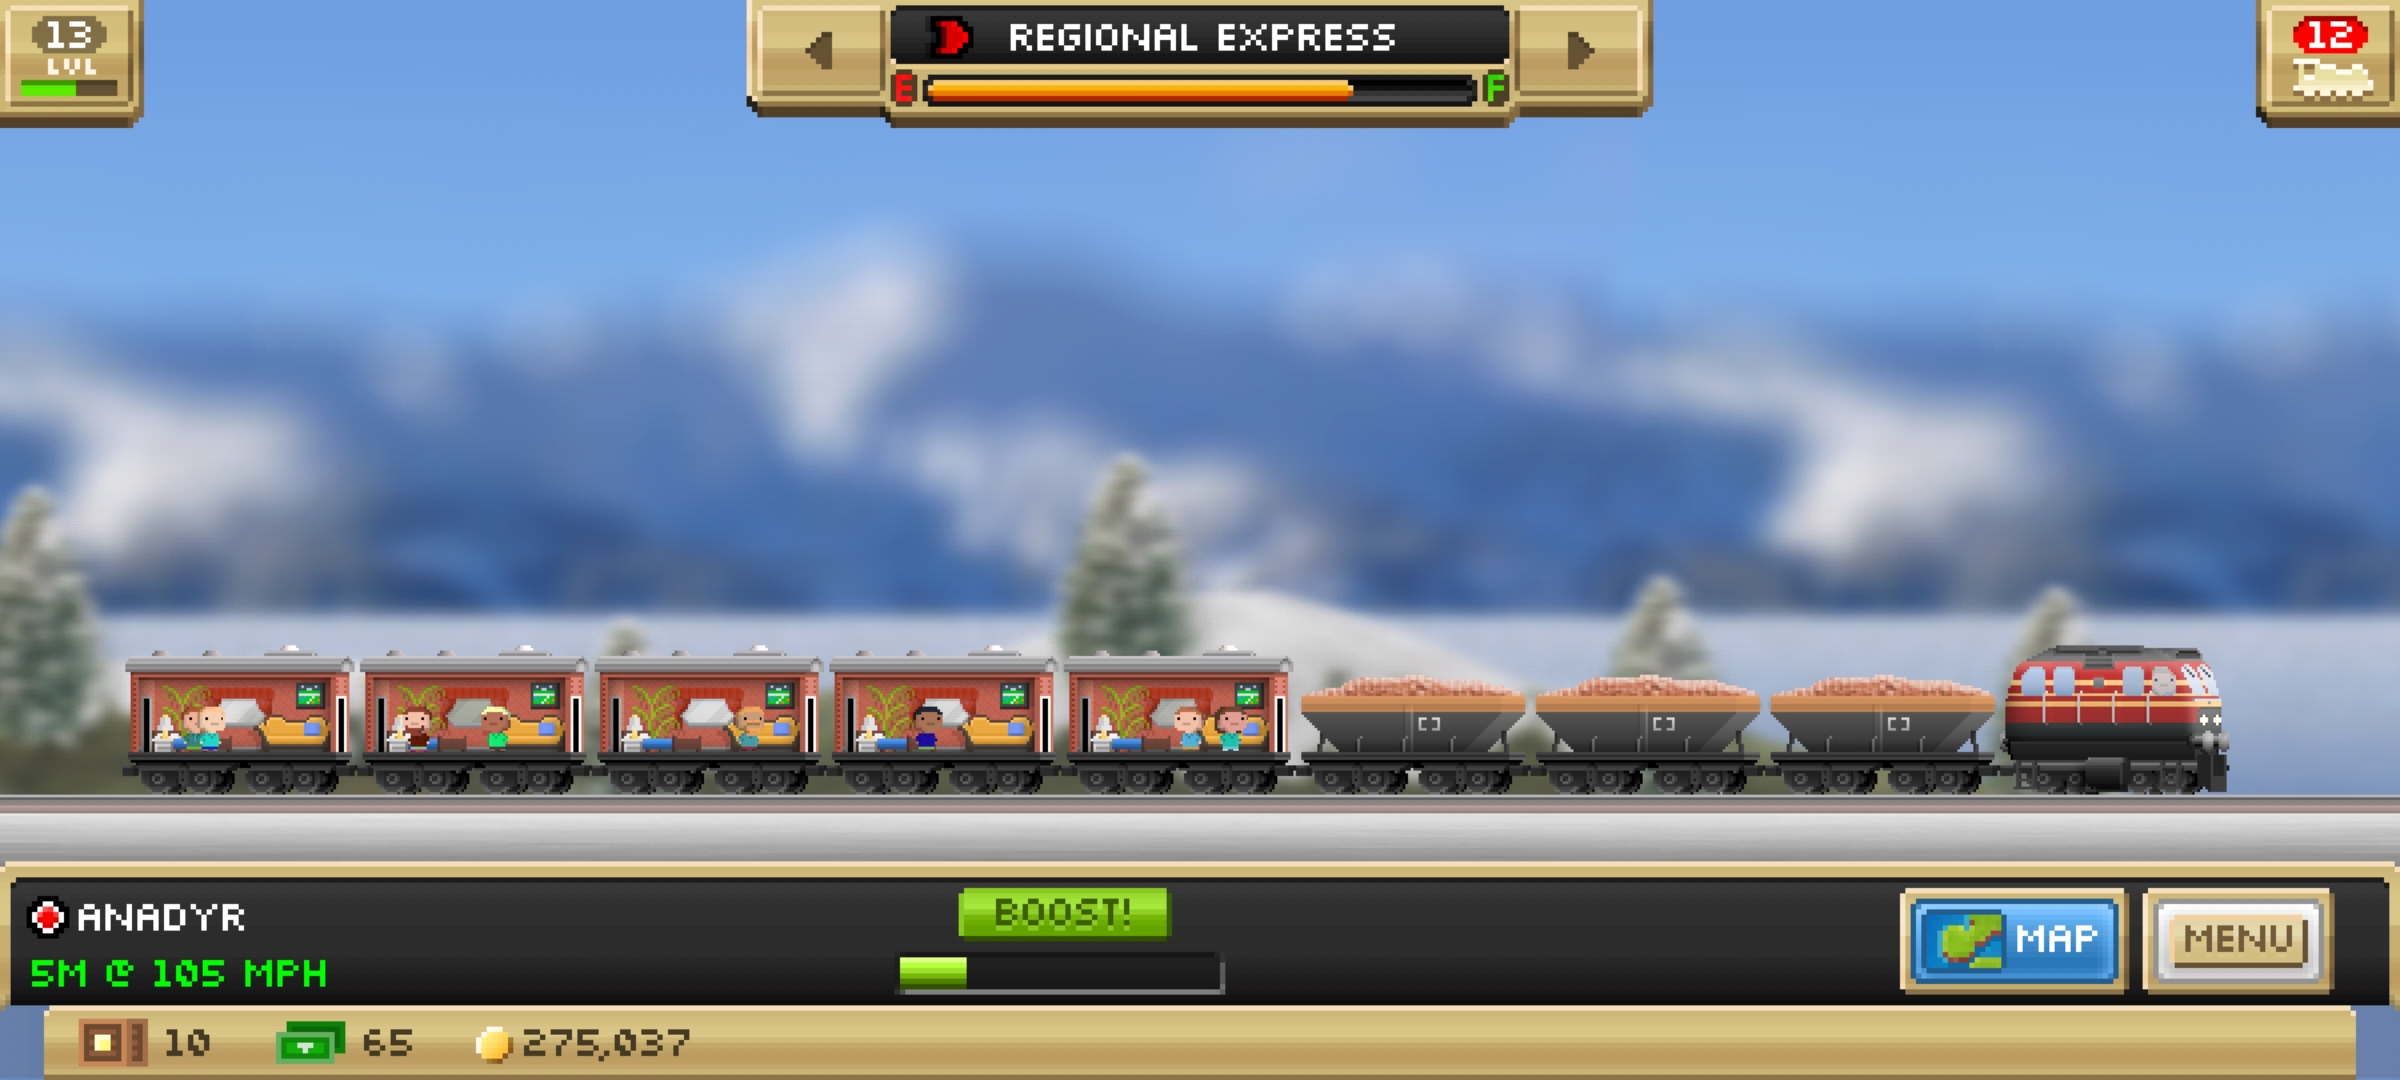 13
LVL
REGIONAL EXPRESS
E F
12
ANADYR
5M @ 105 MPH
BOOST!
MAP
MENU
10
65
275,037